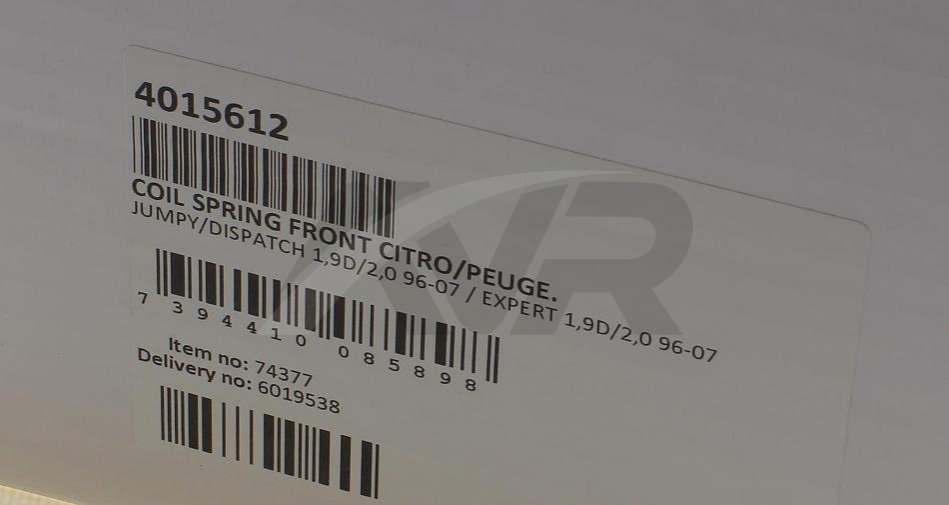 4015612
COIL SPRING FRONT CITRO/PEUGE.
JUMPY/DISPATCH 1,9D/2,0 96-07 / EXPERT 1,9D/2,0 96-07
7 394410 085898
Item no: 74377
Delivery no: 6019538